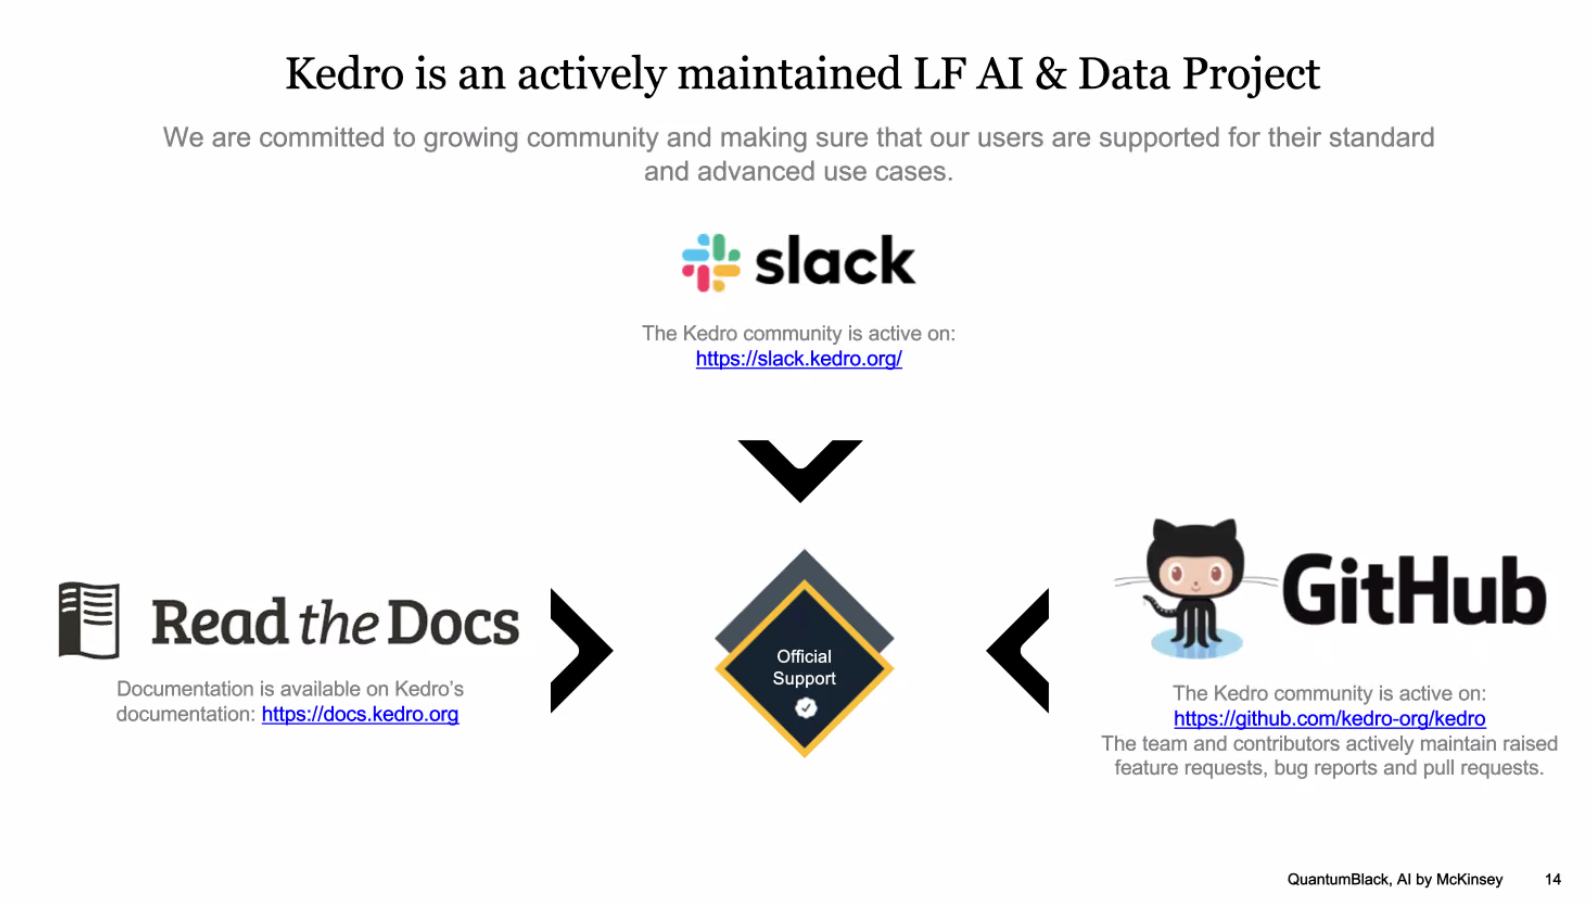 Kedro is an actively maintained LF AI & Data Project
We are committed to growing community and making sure that our users are supported for their standard
and advanced use cases.
slack
The Kedro community is active on:
https://slack.kedro.org/
Read the Docs
Documentation is available on Kedro’s
documentation: https://docs.kedro.org
Official
Support
GitHub
The Kedro community is active on:
https://github.com/kedro-org/kedro
The team and contributors actively maintain raised
feature requests, bug reports and pull requests.
QuantumBlack, AI by McKinsey 14